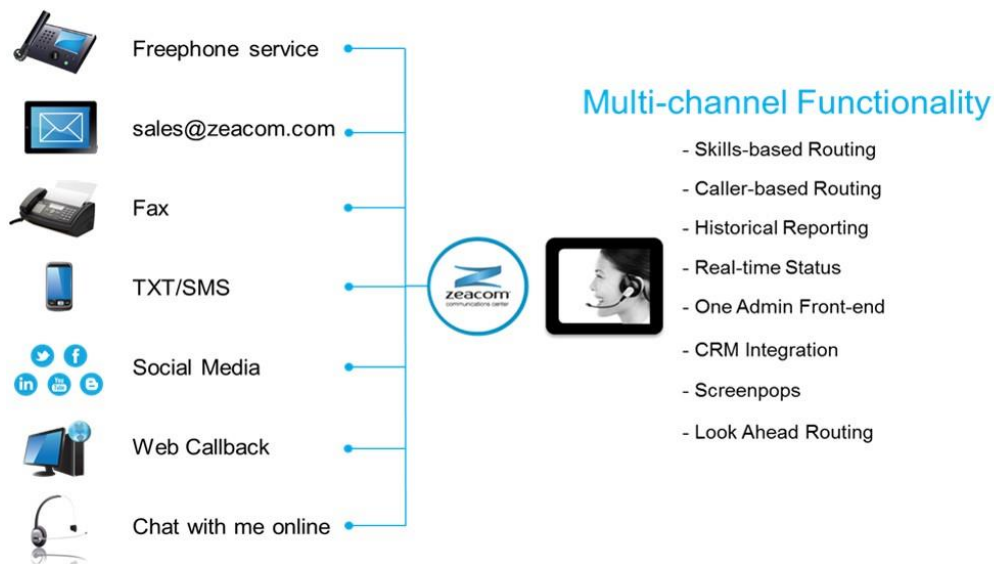 Freephone service
sales@zeacom.com
Fax
TXT/SMS
Social Media
Web Callback
Chat with me online
zeacom
communications center
Multi-channel Functionality
- Skills-based Routing
- Caller-based Routing
- Historical Reporting
- Real-time Status
- One Admin Front-end
- CRM Integration
- Screenpops
- Look Ahead Routing